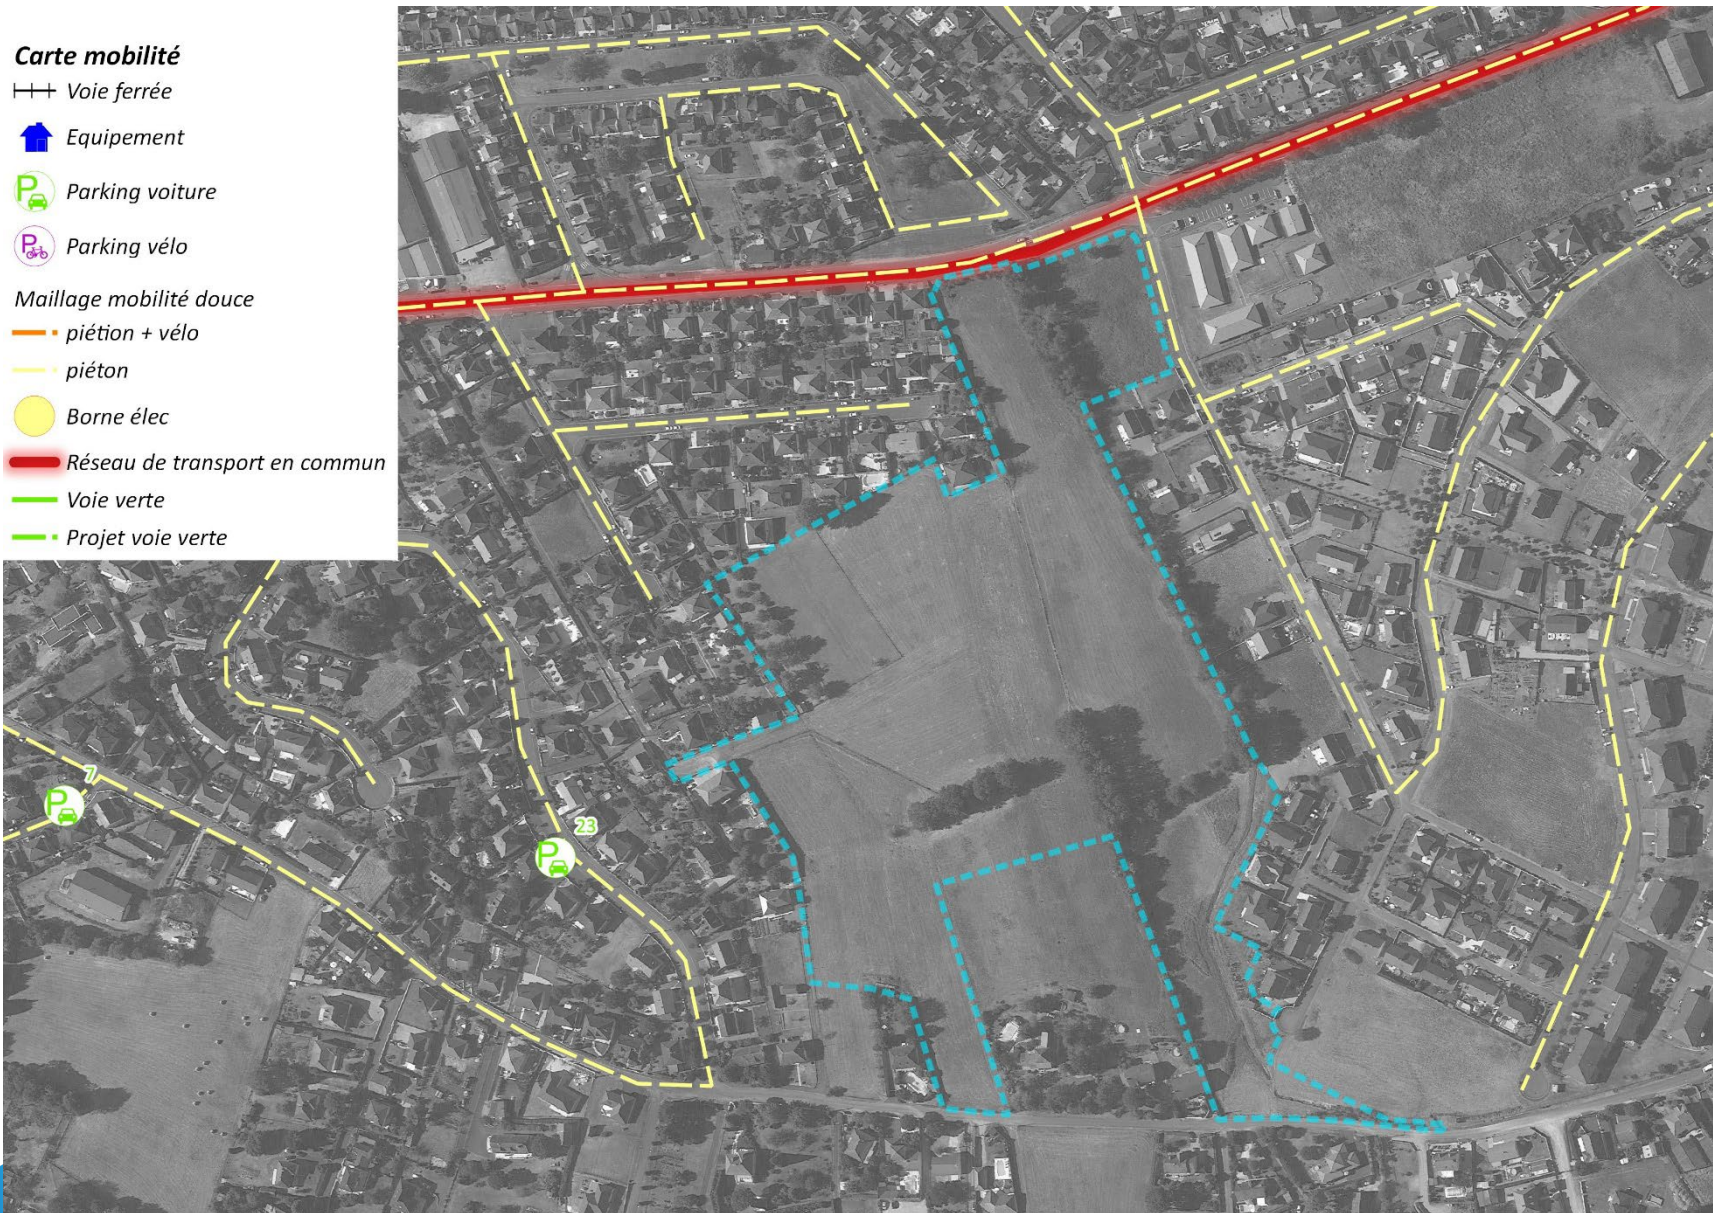 Carte mobilité
Voie ferrée
Equipement
P Parking voiture
P Parking vélo
Maillage mobilité douce
piétion + vélo
piéton
Borne élec
Réseau de transport en commun
Voie verte
Projet voie verte
7
P
23
P